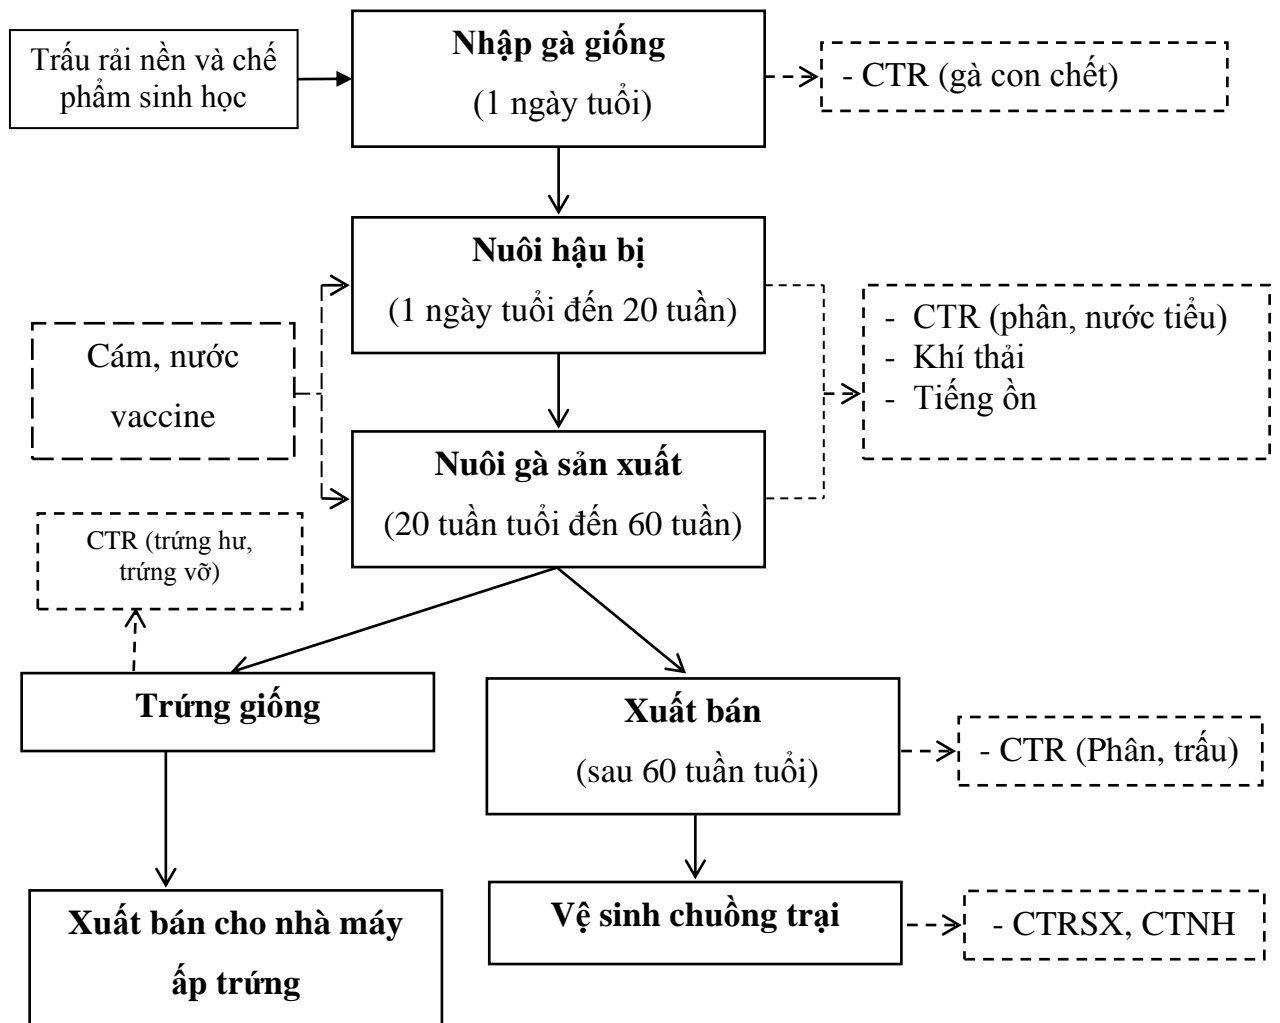 Trấu rải nền và chế
phẩm sinh học
Nhập gà giống
(1 ngày tuổi)
- CTR (gà con chết)
Nuôi hậu bị
(1 ngày tuổi đến 20 tuần)
Cám, nước
vaccine
- CTR (phân, nước tiểu)
- Khí thải
- Tiếng ồn
Nuôi gà sản xuất
(20 tuần tuổi đến 60 tuần)
CTR (trứng hư,
trứng vỡ)
Trứng giống
Xuất bán
(sau 60 tuần tuổi)
- CTR (Phân, trấu)
Xuất bán cho nhà máy
ấp trứng
Vệ sinh chuồng trại
- CTRSX, CTNH